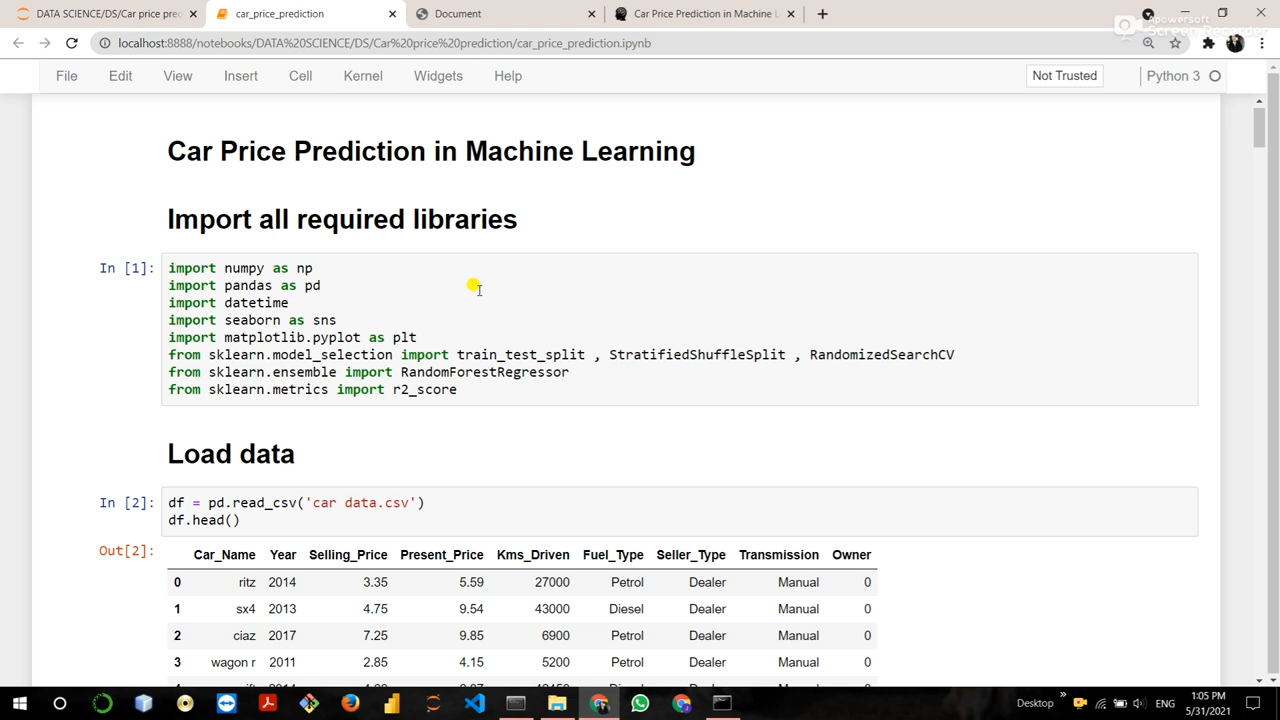 DATA SCIENCE/DS/Car price prec
car_price_prediction
Document
Car Price Prediction in Machine L
localhost:8888/notebooks/DATA%20SCIENCE/DS/Car%20price%20prediction/car_price_prediction.ipynb
Apowersoft
Screen Recorder
File Edit View Insert Cell Kernel Widgets Help Not Trusted Python 3
Car Price Prediction in Machine Learning
Import all required libraries
In [1]: import numpy as np
import pandas as pd
import datetime
import seaborn as sns
import matplotlib.pyplot as plt
from sklearn.model_selection import train_test_split , StratifiedShuffleSplit , RandomizedSearchCV
from sklearn.ensemble import RandomForestRegressor
from sklearn.metrics import r2_score
Load data
In [2]: df = pd.read_csv('car data.csv')
df.head()
Out[2]:
Car_Name Year Selling_Price Present_Price Kms_Driven Fuel_Type Seller_Type Transmission Owner
0 ritz 2014 3.35 5.59 27000 Petrol Dealer Manual 0
1 sx4 2013 4.75 9.54 43000 Diesel Dealer Manual 0
2 ciaz 2017 7.25 9.85 6900 Petrol Dealer Manual 0
3 wagon r 2011 2.85 4.15 5200 Petrol Dealer Manual 0
Desktop
ENG
1:05 PM
5/31/2021